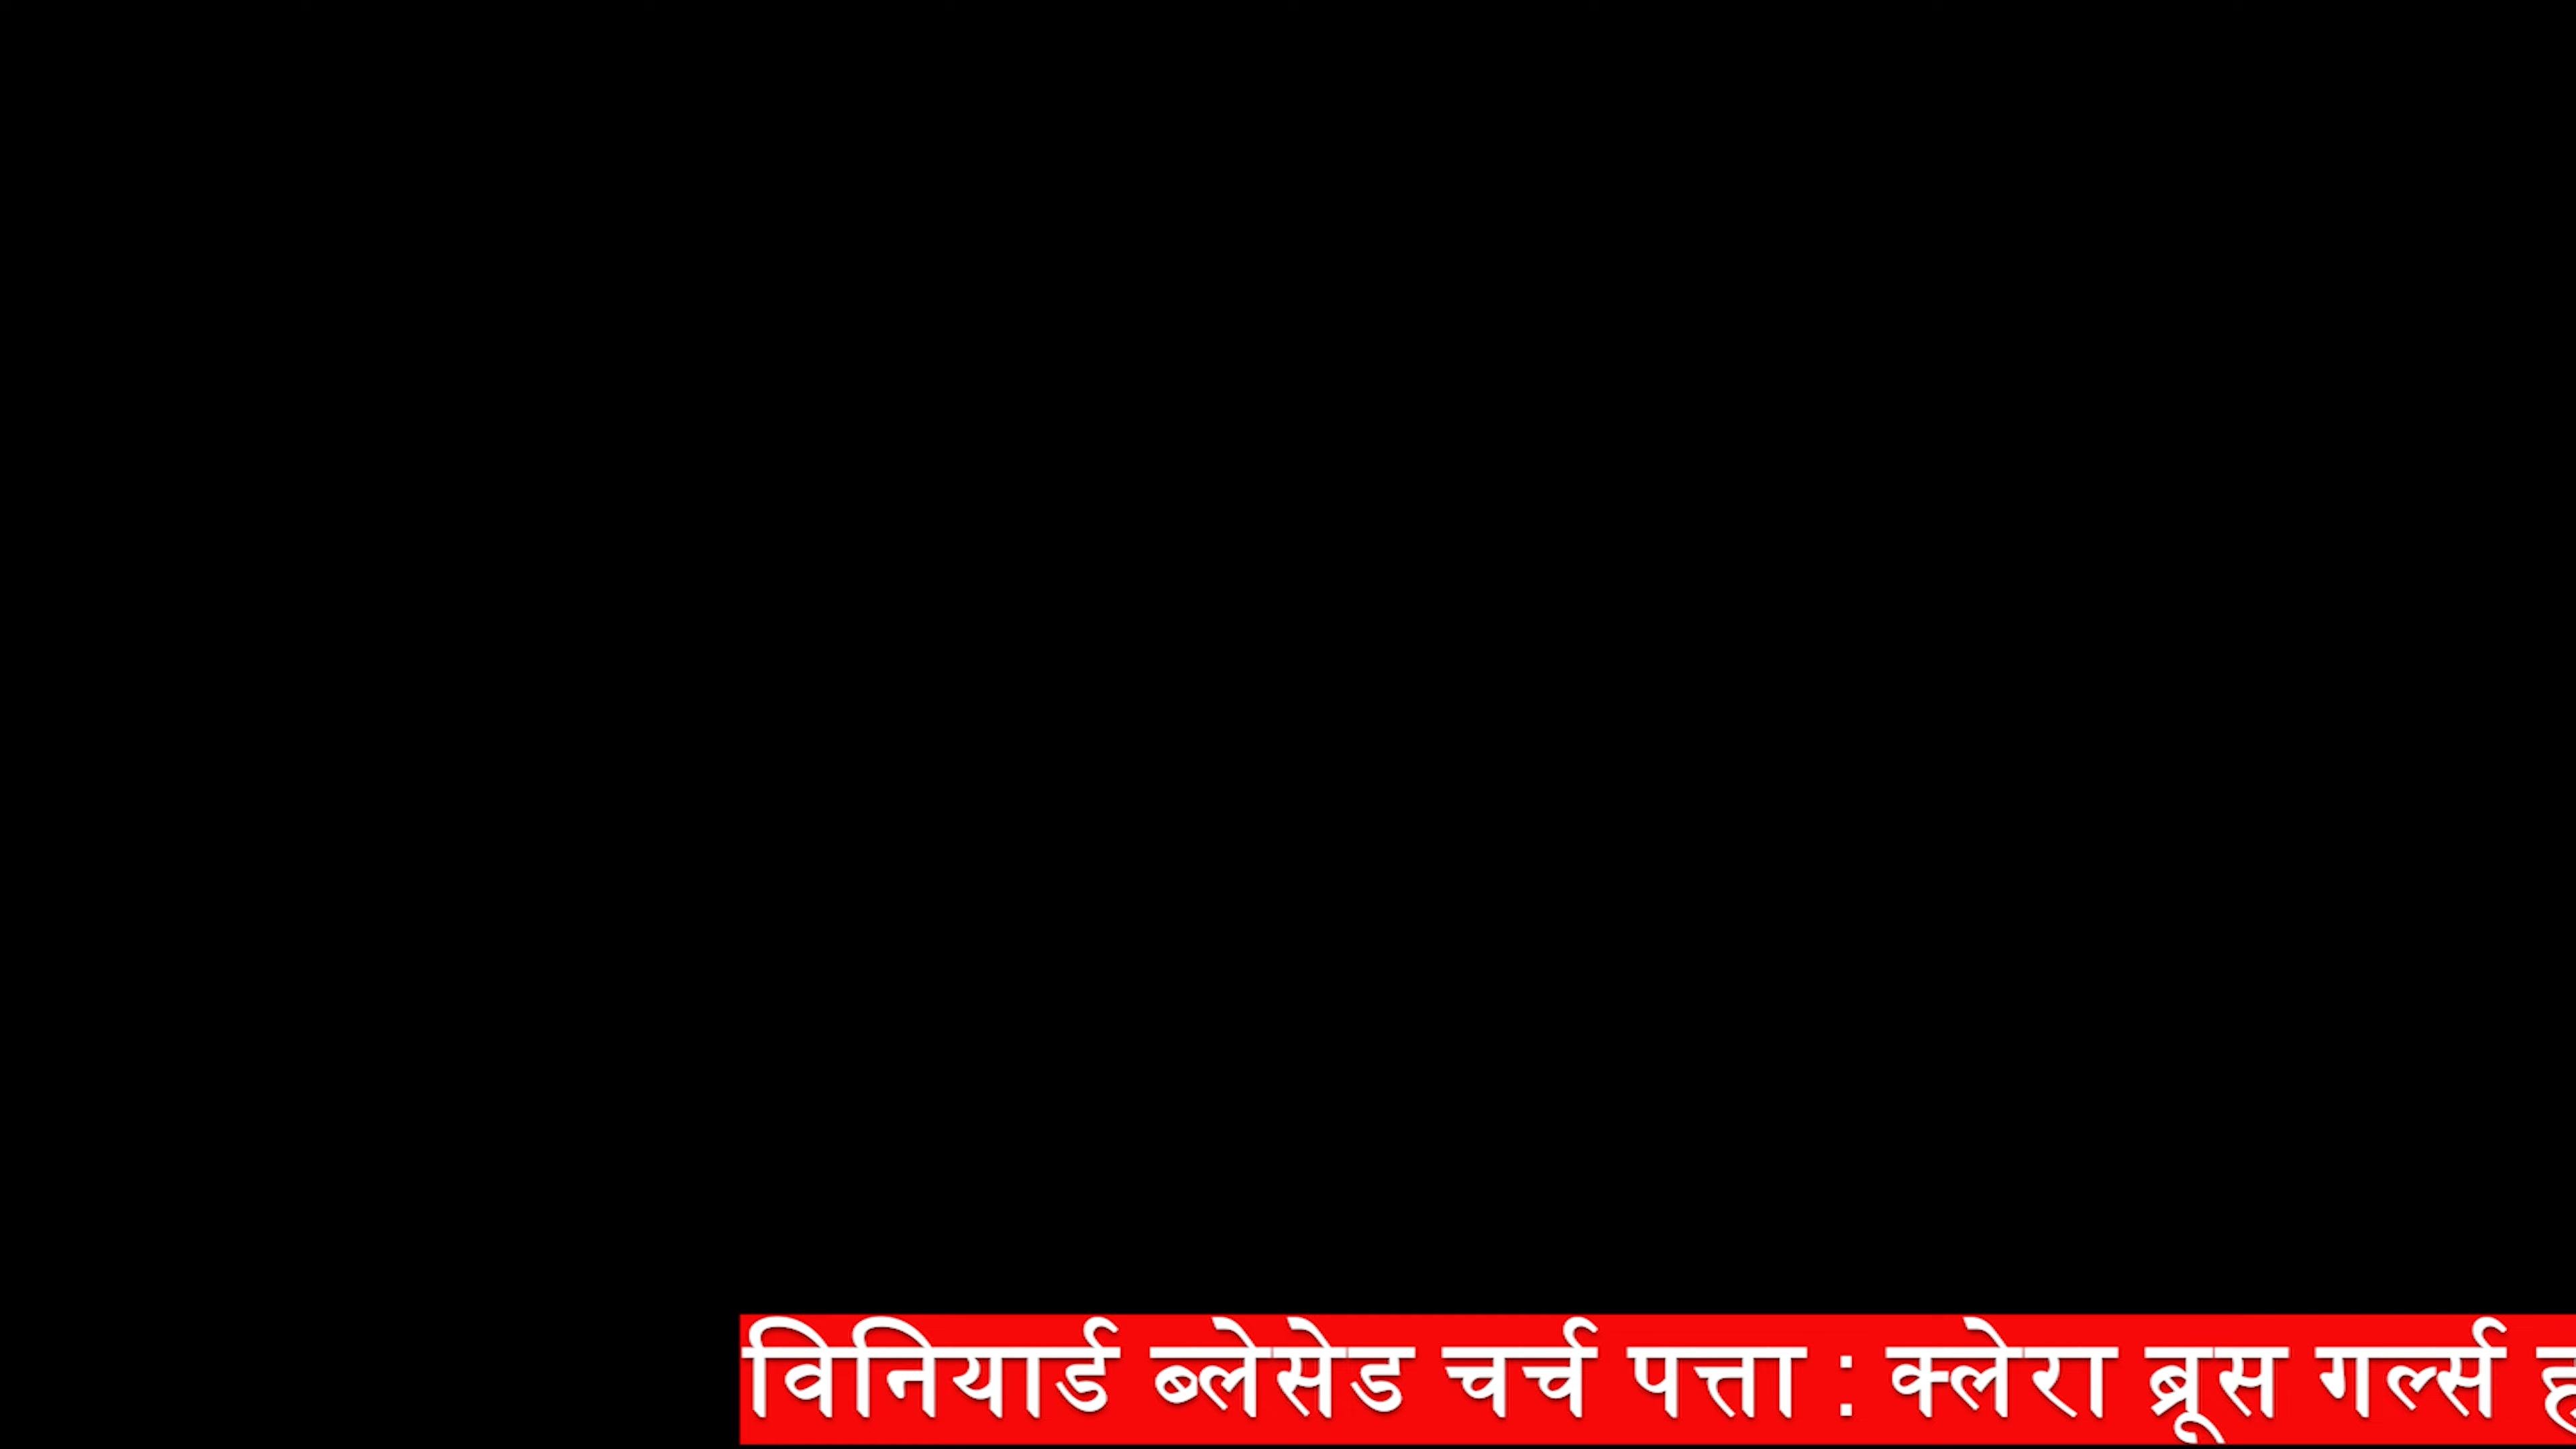 विनियार्ड ब्लेसेड चर्च पत्ता : क्लेरा ब्रूस गर्ल्स